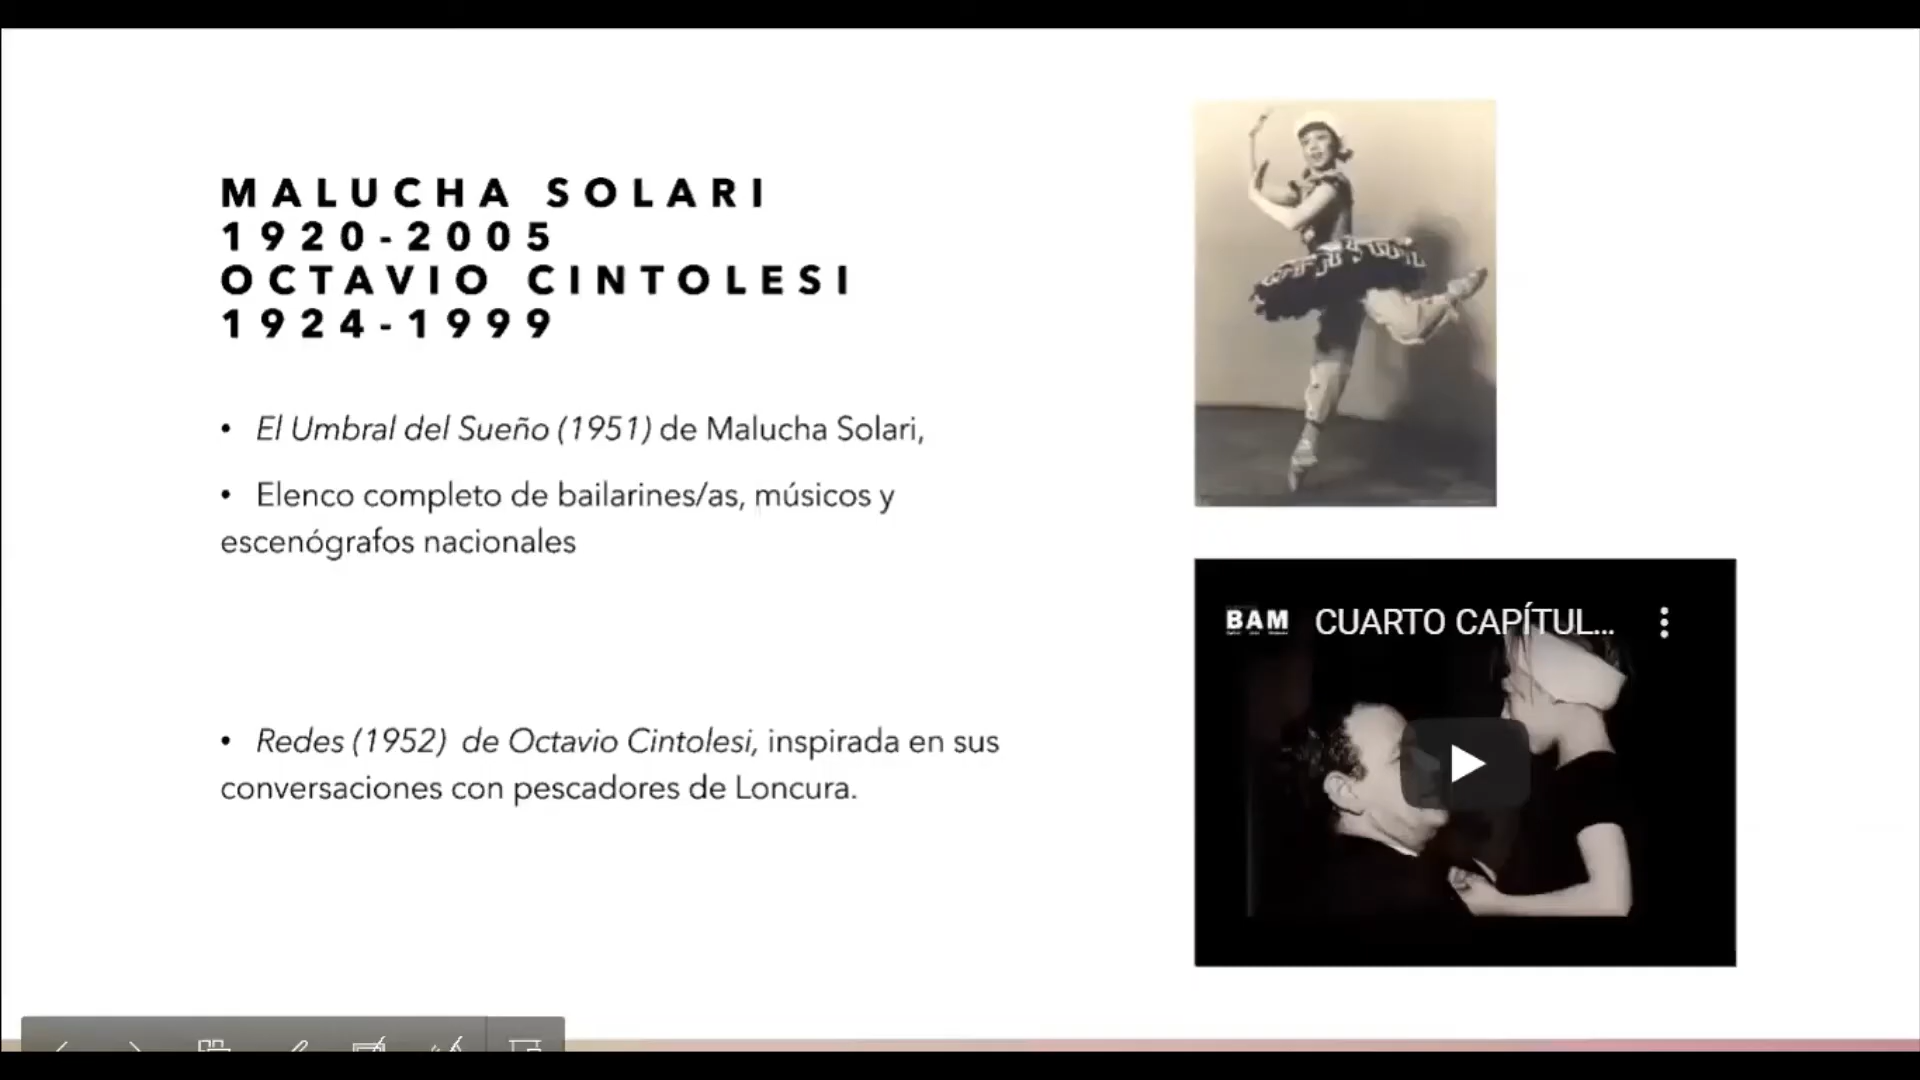 MALUCHA SOLARI
1920-2005
OCTAVIO CINTOLESI
1924-1999
• El Umbral del Sueño (1951) de Malucha Solari,
• Elenco completo de bailarines/as, músicos y
escenógrafos nacionales
• Redes (1952) de Octavio Cintolesi, inspirada en sus
conversaciones con pescadores de Loncura.
BAM CUARTO CAPÍTUL...